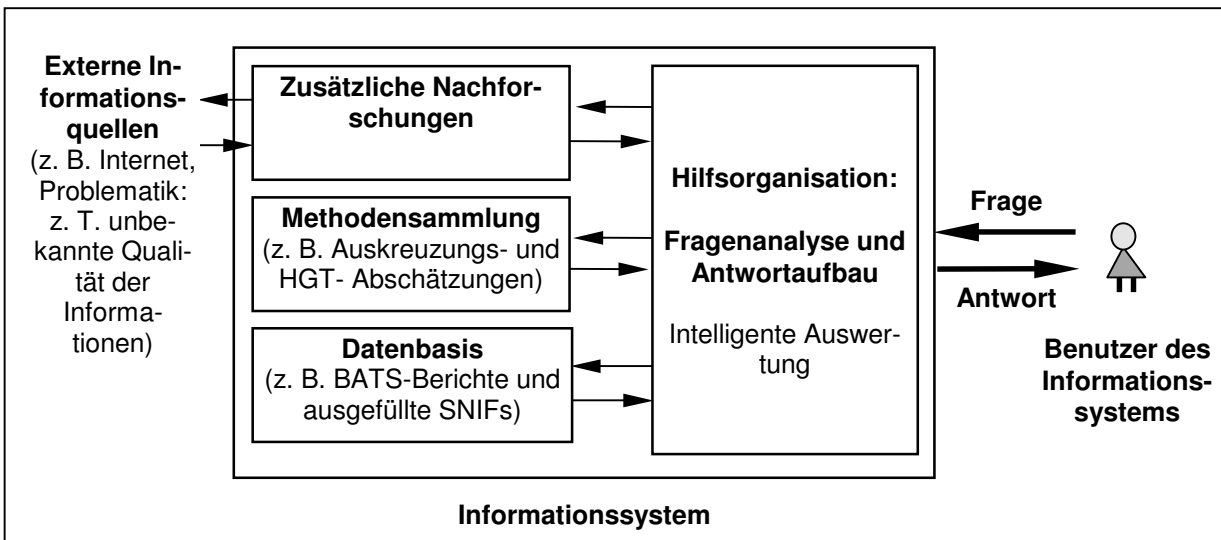 Externe In-
formations-
quellen
(z. B. Internet,
Problematik:
z. T. unbe-
kannte Quali-
tät der
Informa-
tionen)
Zusätzliche Nachfor-
schungen
Methodensammlung
(z. B. Auskreuzungs- und
HGT- Abschätzungen)
Datenbasis
(z. B. BATS-Berichte und
ausgefüllte SNIFs)
Hilfsorganisation:
Fragenanalyse und
Antwortaufbau
Intelligente Auswer-
tung
Frage
Antwort
Benutzer des
Informations-
systems
Informationssystem